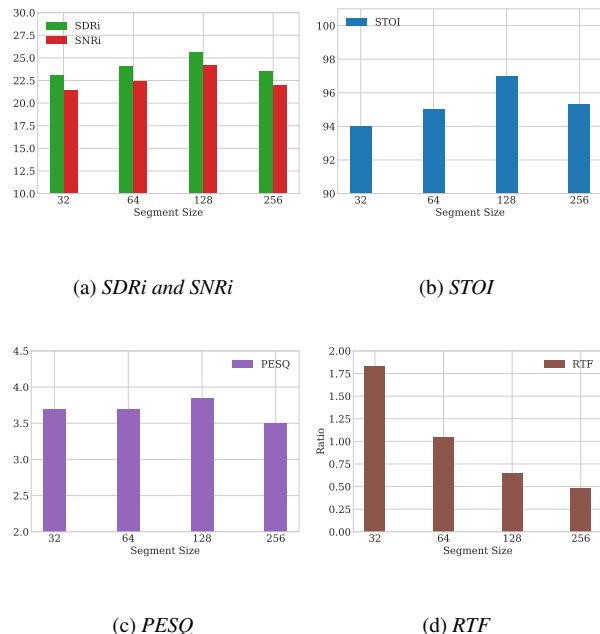 SDRi
SNRi
25.0
22.5
20.0
17.5
15.0
12.5
10.0
32 64 128 256
Segment Size
(a) SDRi and SNRi
STOI
100
98
96
94
92
90
32 64 128 256
Segment Size
(b) STOI
PESQ
4.5
4.0
3.5
3.0
2.5
2.0
32 64 128 256
Segment Size
(c) PESQ
RTF
2.00
1.75
1.50
1.25
1.00
0.75
0.50
0.25
0.00
Ratio
32 64 128 256
Segment Size
(d) RTF